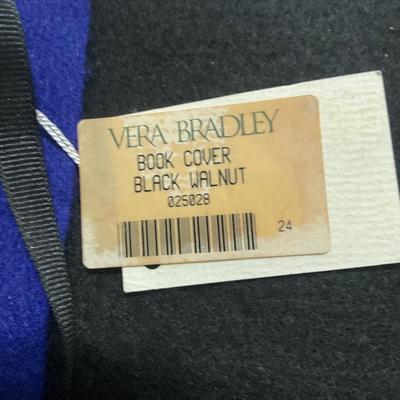 VERA BRADLEY
BOOK COVER
BLACK WALNUT
025028
24